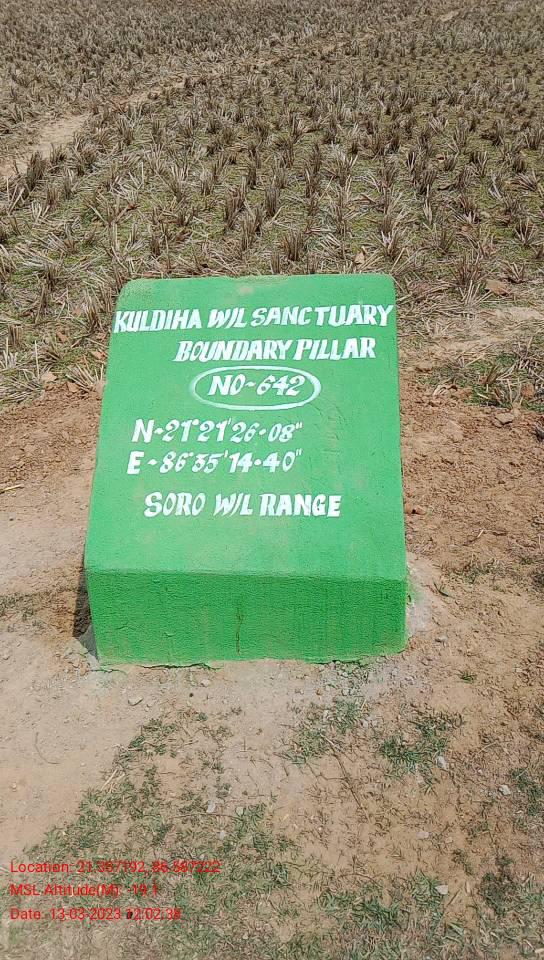 KULDIHA W/L SANCTUARY
BOUNDARY PILLAR
NO-642
N-21°21'26.08"
E-86°35'14.40"
SORO W/L RANGE
Location: 21.357192, 86.587222
MSL Altitude(M): -19.1
Date: 13-03-2023 12:02:38